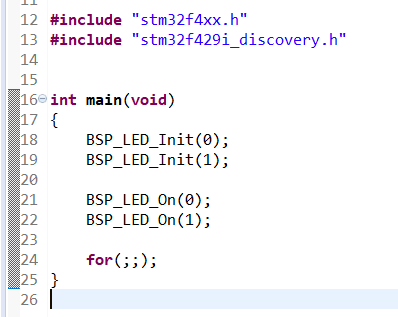 11
12 #include "stm32f4xx.h"
13 #include "stm32f429i_discovery.h"
14
15
16 int main(void)
17 {
18     BSP_LED_Init(0);
19     BSP_LED_Init(1);
20
21     BSP_LED_On(0);
22     BSP_LED_On(1);
23
24     for(;;);
25 }
26